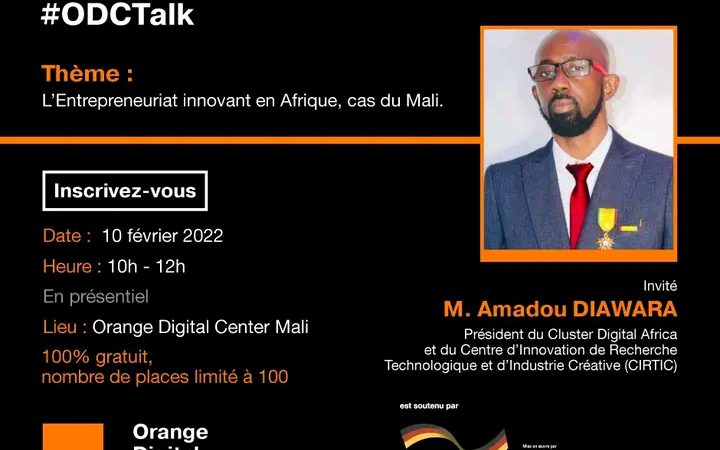 #ODCTalk
Thème :
L'Entrepreneuriat innovant en Afrique, cas du Mali.
Inscrivez-vous
Date : 10 février 2022
Heure : 10h - 12h
En présentiel
Lieu : Orange Digital Center Mali
100% gratuit,
nombre de places limité à 100
Invité
M. Amadou DIAWARA
Président du Cluster Digital Africa
et du Centre d'Innovation de Recherche
Technologique et d'Industrie Créative (CIRTIC)
est soutenu par
Mise en œuvre par
Orange
Digital